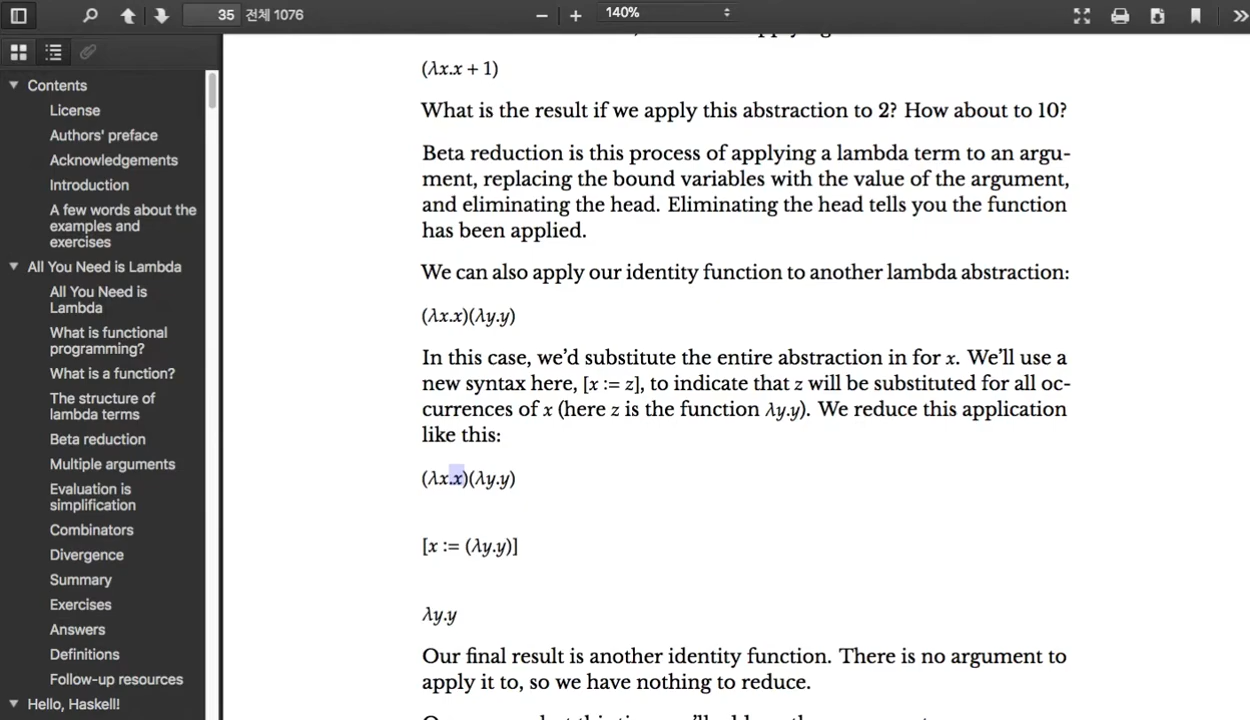 35 전체 1076
140%
Contents
License
Authors' preface
Acknowledgements
Introduction
A few words about the
examples and
exercises
All You Need is Lambda
All You Need is
Lambda
What is functional
programming?
What is a function?
The structure of
lambda terms
Beta reduction
Multiple arguments
Evaluation is
simplification
Combinators
Divergence
Summary
Exercises
Answers
Definitions
Follow-up resources
Hello, Haskell!
(λx.x + 1)
What is the result if we apply this abstraction to 2? How about to 10?
Beta reduction is this process of applying a lambda term to an argu-
ment, replacing the bound variables with the value of the argument,
and eliminating the head. Eliminating the head tells you the function
has been applied.
We can also apply our identity function to another lambda abstraction:
(λx.x)(λy.y)
In this case, we'd substitute the entire abstraction in for x. We'll use a
new syntax here, [x := z], to indicate that z will be substituted for all oc-
currences of x (here z is the function λy.y). We reduce this application
like this:
(λx.x)(λy.y)
[x := (λy.y)]
λy.y
Our final result is another identity function. There is no argument to
apply it to, so we have nothing to reduce.